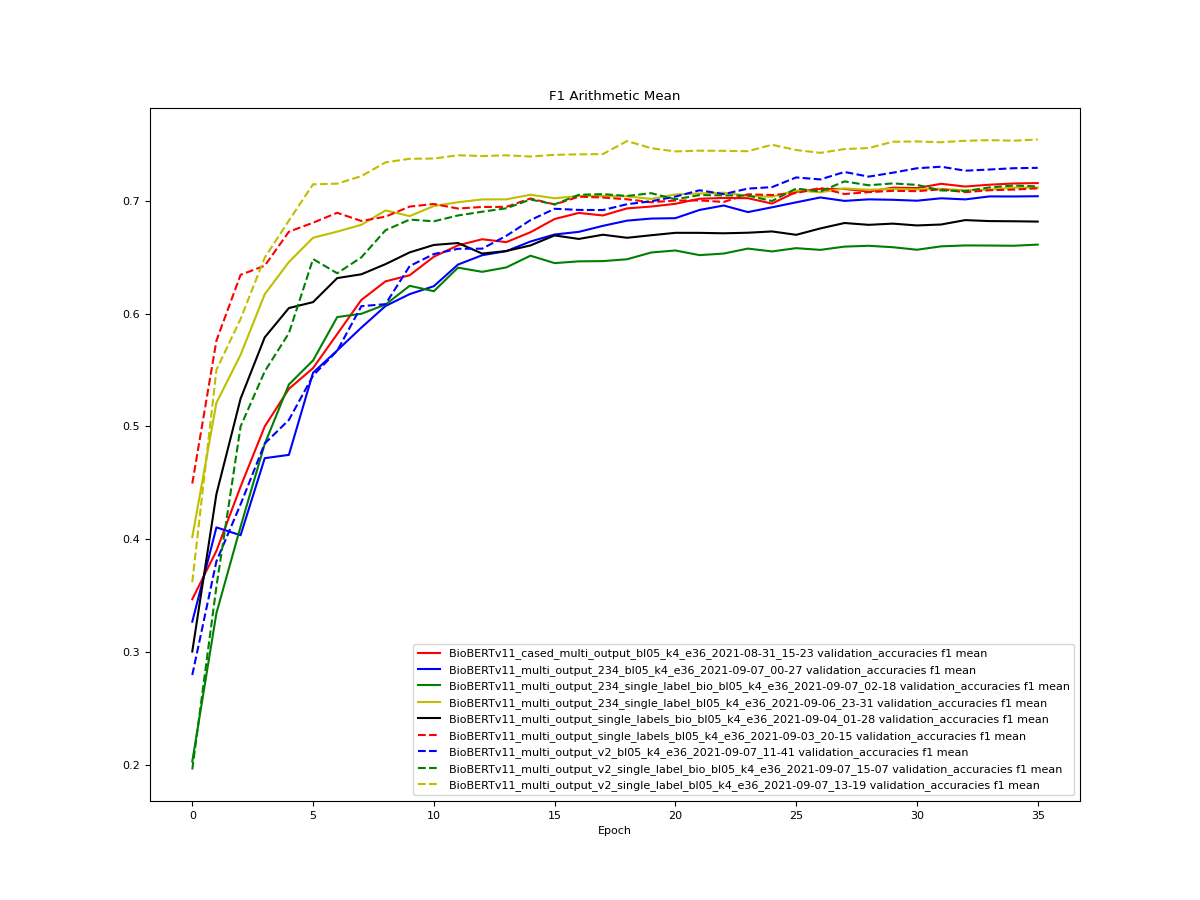 F1 Arithmetic Mean
0.7
0.6
0.5
0.4
0.3
0.2
BioBERTv11_cased_multi_output_bl05_k4_e36_2021-08-31_15-23 validation_accuracies f1 mean
BioBERTv11_multi_output_234_bl05_k4_e36_2021-09-07_00-27 validation_accuracies f1 mean
BioBERTv11_multi_output_234_single_label_bio_bl05_k4_e36_2021-09-07_02-18 validation_accuracies f1 mean
BioBERTv11_multi_output_234_single_label_bl05_k4_e36_2021-09-06_23-31 validation_accuracies f1 mean
BioBERTv11_multi_output_single_labels_bio_bl05_k4_e36_2021-09-04_01-28 validation_accuracies f1 mean
BioBERTv11_multi_output_single_labels_bl05_k4_e36_2021-09-03_20-15 validation_accuracies f1 mean
BioBERTv11_multi_output_v2_bl05_k4_e36_2021-09-07_11-41 validation_accuracies f1 mean
BioBERTv11_multi_output_v2_single_label_bio_bl05_k4_e36_2021-09-07_15-07 validation_accuracies f1 mean
BioBERTv11_multi_output_v2_single_label_bl05_k4_e36_2021-09-07_13-19 validation_accuracies f1 mean
0 5 10 15 20 25 30 35
Epoch